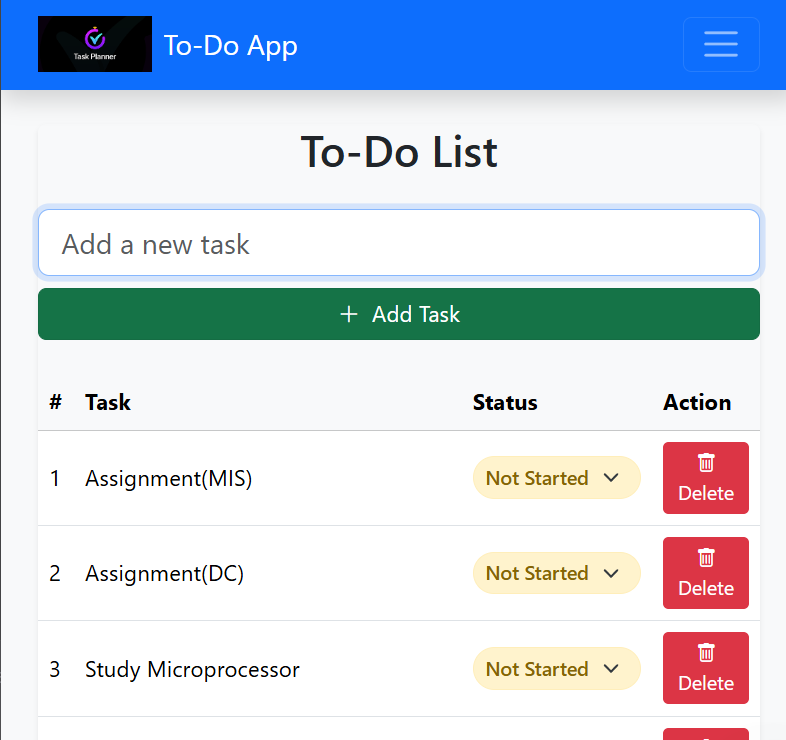 Task Planner
To-Do App
To-Do List
Add a new task
+ Add Task
# Task Status Action
1 Assignment(MIS) Not Started Delete
2 Assignment(DC) Not Started Delete
3 Study Microprocessor Not Started Delete